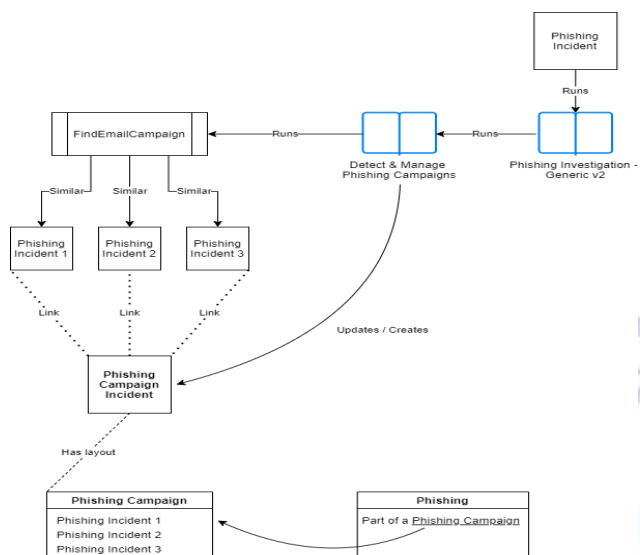 Phishing
Incident
Runs
FindEmailCampaign
Runs
Runs
Detect & Manage
Phishing Campaigns
Phishing Investigation -
Generic v2
Similar
Similar
Similar
Phishing
Incident 1
Phishing
Incident 2
Phishing
Incident 3
Link
Link
Link
Updates / Creates
Phishing
Campaign
Incident
Has layout
Phishing Campaign
Phishing Incident 1
Phishing Incident 2
Phishing Incident 3
Phishing
Part of a Phishing Campaign